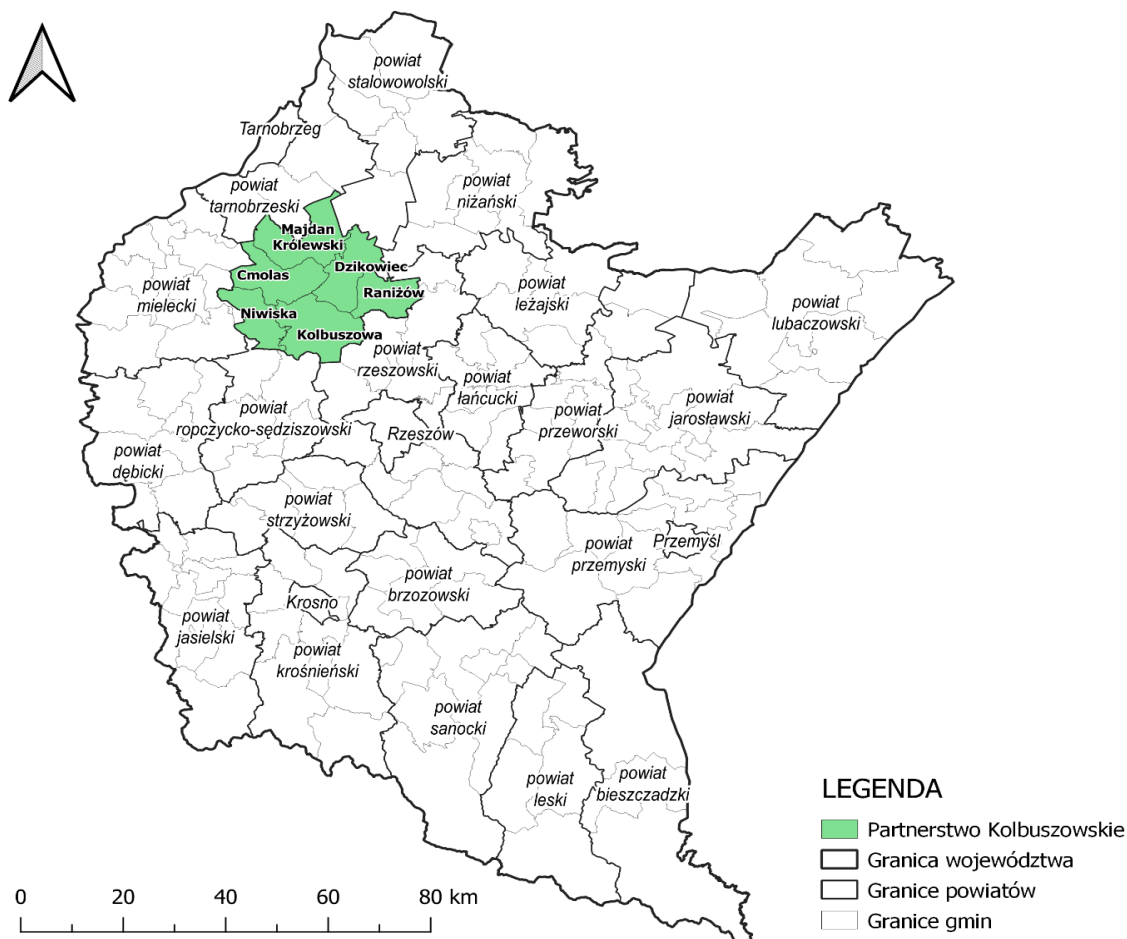 powiat
stalowowolski
Tarnobrzeg
powiat
tarnobrzeski
powiat
niżański
Majdan
Królewski
Dzikowiec
Cmolas
Raniżów
Niwiska
Kolbuszowa
powiat
mielecki
powiat
leżajski
powiat
lubaczowski
powiat
rzeszowski
powiat
łańcucki
powiat
ropczycko-sędziszowski
Rzeszów
powiat
przeworski
powiat
jarosławski
powiat
dębicki
powiat
strzyżowski
powiat
przemyski
Przemyśl
powiat
brzozowski
Krosno
powiat
jasielski
powiat
krośnieński
powiat
sanocki
powiat
leski
powiat
bieszczadzki
LEGENDA
Partnerstwo Kolbuszowskie
Granica województwa
Granice powiatów
Granice gmin
0 20 40 60 80 km